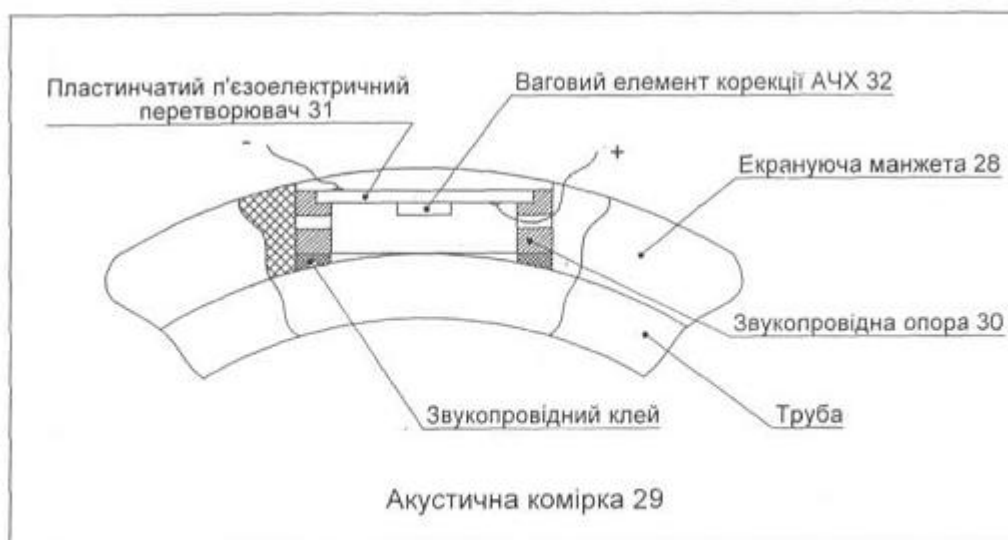 Пластинчатий п'єзоелектричний
перетворювач 31
Ваговий елемент корекції АЧХ 32
-
+
Екрануюча манжета 28
Звукопровідна опора 30
Звукопровідний клей
Труба
Акустична комірка 29